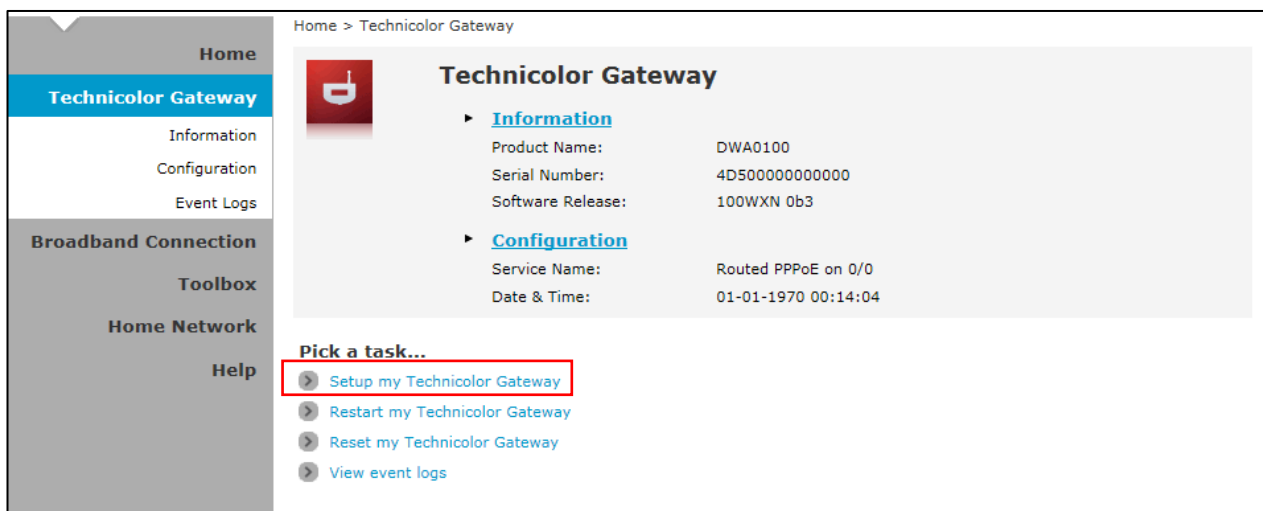 Home > Technicolor Gateway
Home
Technicolor Gateway
Information
Configuration
Event Logs
Broadband Connection
Toolbox
Home Network
Help
Technicolor Gateway
Information
Product Name: DWA0100
Serial Number: 4D500000000000
Software Release: 100WXN 0b3
Configuration
Service Name: Routed PPPoE on 0/0
Date & Time: 01-01-1970 00:14:04
Pick a task...
Setup my Technicolor Gateway
Restart my Technicolor Gateway
Reset my Technicolor Gateway
View event logs